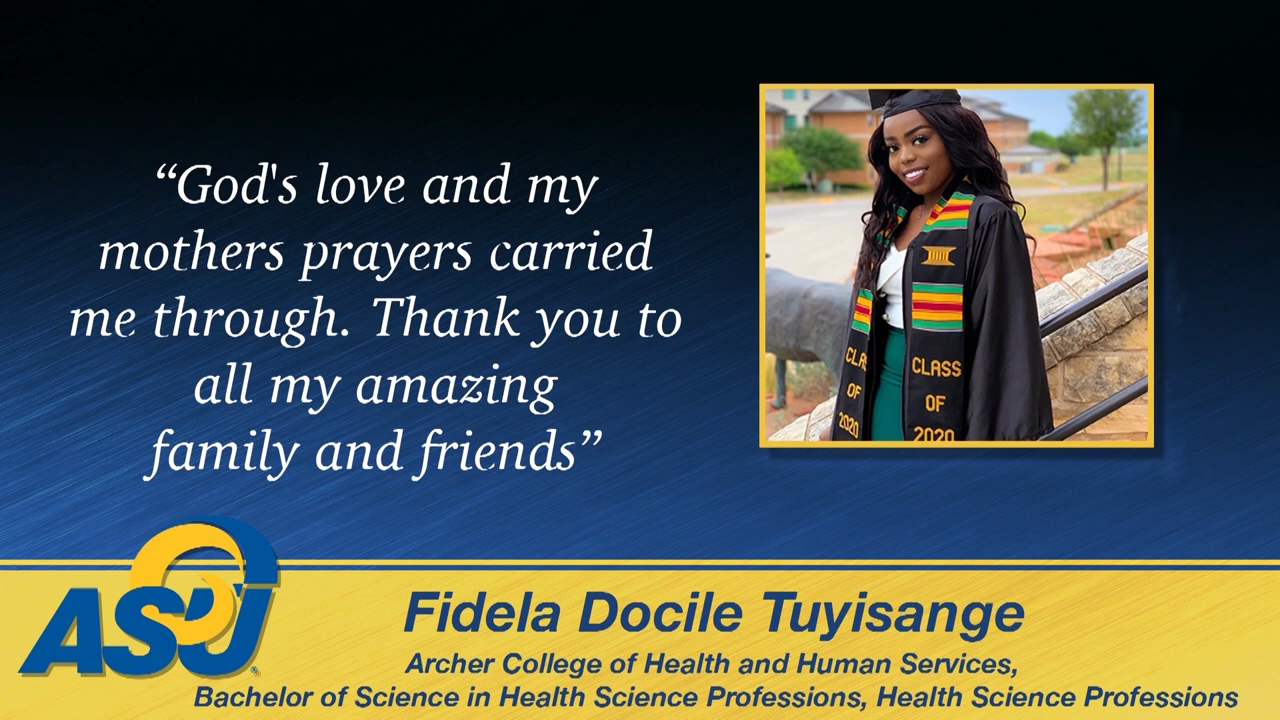 “God's love and my
mothers prayers carried
me through. Thank you to
all my amazing
family and friends”
CLASS
OF
2020
CLASS
OF
2020
ASU
Fidela Docile Tuyisange
Archer College of Health and Human Services,
Bachelor of Science in Health Science Professions, Health Science Professions